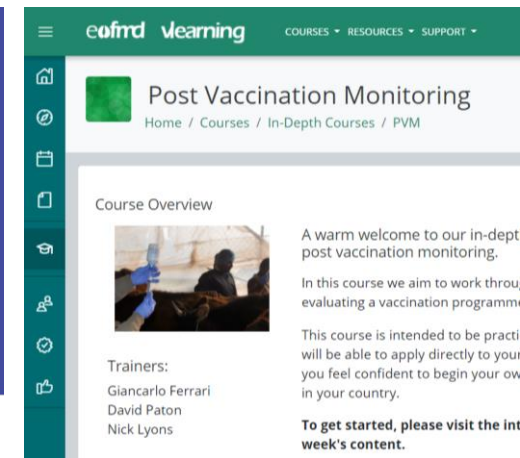 eofmd vlearning
COURSES RESOURCES SUPPORT
Post Vaccination Monitoring
Home / Courses / In-Depth Courses / PVM
Course Overview
A warm welcome to our in-dept
post vaccination monitoring.
In this course we aim to work throug
evaluating a vaccination programme
This course is intended to be practi
will be able to apply directly to your
you feel confident to begin your ow
in your country.
To get started, please visit the int
week's content.
Trainers:
Giancarlo Ferrari
David Paton
Nick Lyons